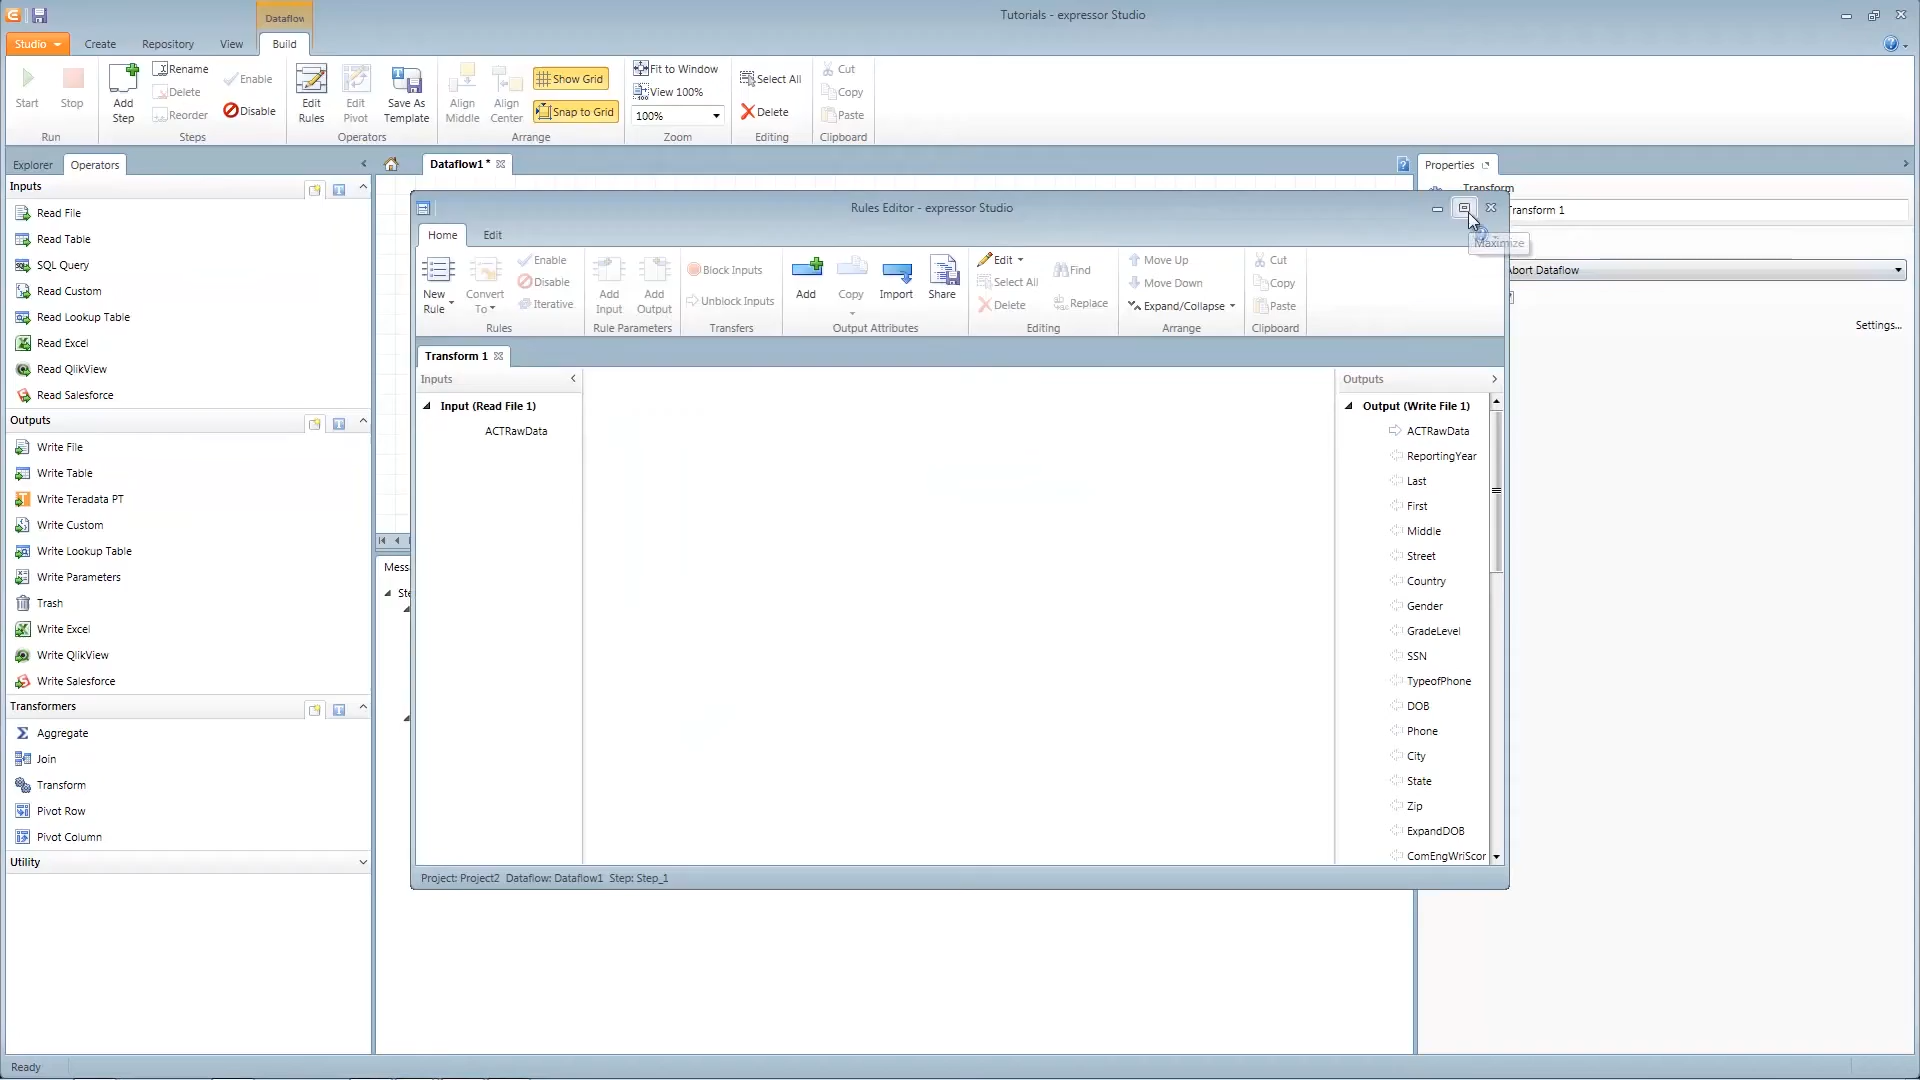 Dataflow
Tutorials - expressor Studio
Studio
Create
Repository
View
Build
Start
Stop
Run
Add Step
Rename
Delete
Reorder
Enable
Disable
Steps
Edit Rules
Edit Pivot
Save As Template
Operators
Align Middle
Align Center
Show Grid
Snap to Grid
Arrange
Fit to Window
View 100%
100%
Zoom
Select All
Delete
Editing
Cut
Copy
Paste
Clipboard
Explorer
Operators
Dataflow1 *
Properties
Inputs
Read File
Read Table
SQL Query
Read Custom
Read Lookup Table
Read Excel
Read QlikView
Read Salesforce
Outputs
Write File
Write Table
Write Teradata PT
Write Custom
Write Lookup Table
Write Parameters
Trash
Write Excel
Write QlikView
Write Salesforce
Transformers
Aggregate
Join
Transform
Pivot Row
Pivot Column
Utility
Mess
Ste
Transform
ransform 1
bort Dataflow
Settings...
Rules Editor - expressor Studio
Maximize
Home
Edit
New Rule
Convert To
Enable
Disable
Iterative
Rules
Add Input
Add Output
Rule Parameters
Block Inputs
Unblock Inputs
Transfers
Add
Copy
Import
Share
Output Attributes
Edit
Select All
Delete
Find
Replace
Editing
Move Up
Move Down
Expand/Collapse
Arrange
Cut
Copy
Paste
Clipboard
Transform 1
Inputs
Input (Read File 1)
ACTRawData
Outputs
Output (Write File 1)
ACTRawData
ReportingYear
Last
First
Middle
Street
Country
Gender
GradeLevel
SSN
TypeofPhone
DOB
Phone
City
State
Zip
ExpandDOB
ComEngWriScor
Project: Project2 Dataflow: Dataflow1 Step: Step_1
Ready